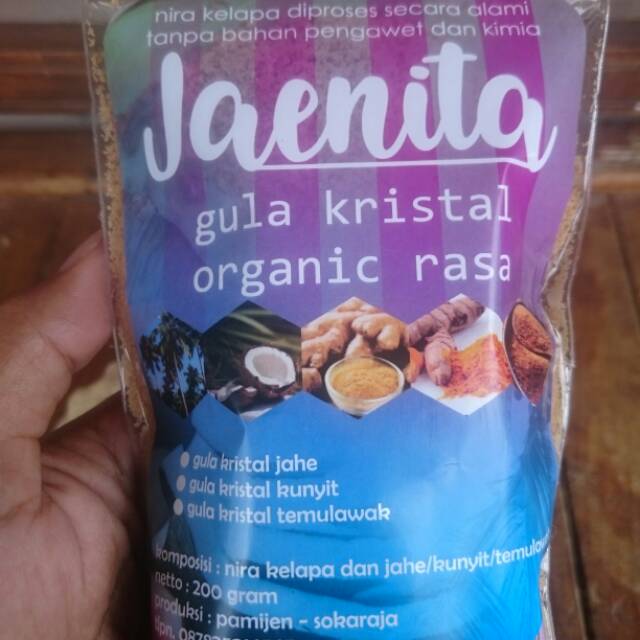 nira kelapa diproses secara alami
tanpa bahan pengawet dan kimia
Jaenita
gula kristal
organic rasa
gula kristal jahe
gula kristal kunyit
gula kristal temulawak
komposisi : nira kelapa dan jahe/kunyit/
netto : 200 gram
produksi : pamijen - sokaraja